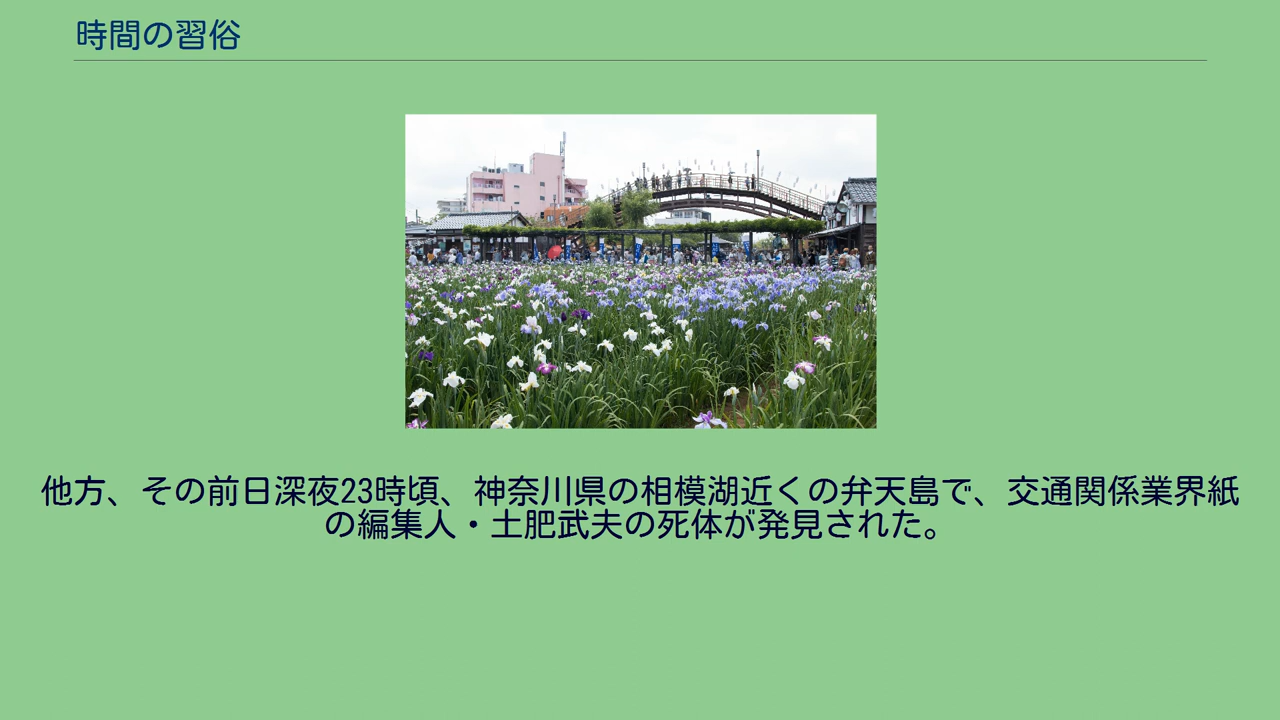 時間の習俗
他方、その前日深夜23時頃、神奈川県の相模湖近くの弁天島で、交通関係業界紙
の編集人・土肥武夫の死体が発見された。